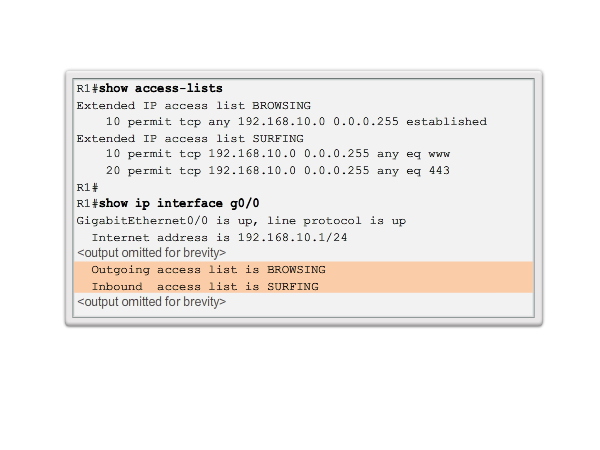 R1#show access-lists
Extended IP access list BROWSING
10 permit tcp any 192.168.10.0 0.0.0.255 established
Extended IP access list SURFING
10 permit tcp 192.168.10.0 0.0.0.255 any eq www
20 permit tcp 192.168.10.0 0.0.0.255 any eq 443
R1#
R1#show ip interface g0/0
GigabitEthernet0/0 is up, line protocol is up
Internet address is 192.168.10.1/24
<output omitted for brevity>
Outgoing access list is BROWSING
Inbound  access list is SURFING
<output omitted for brevity>